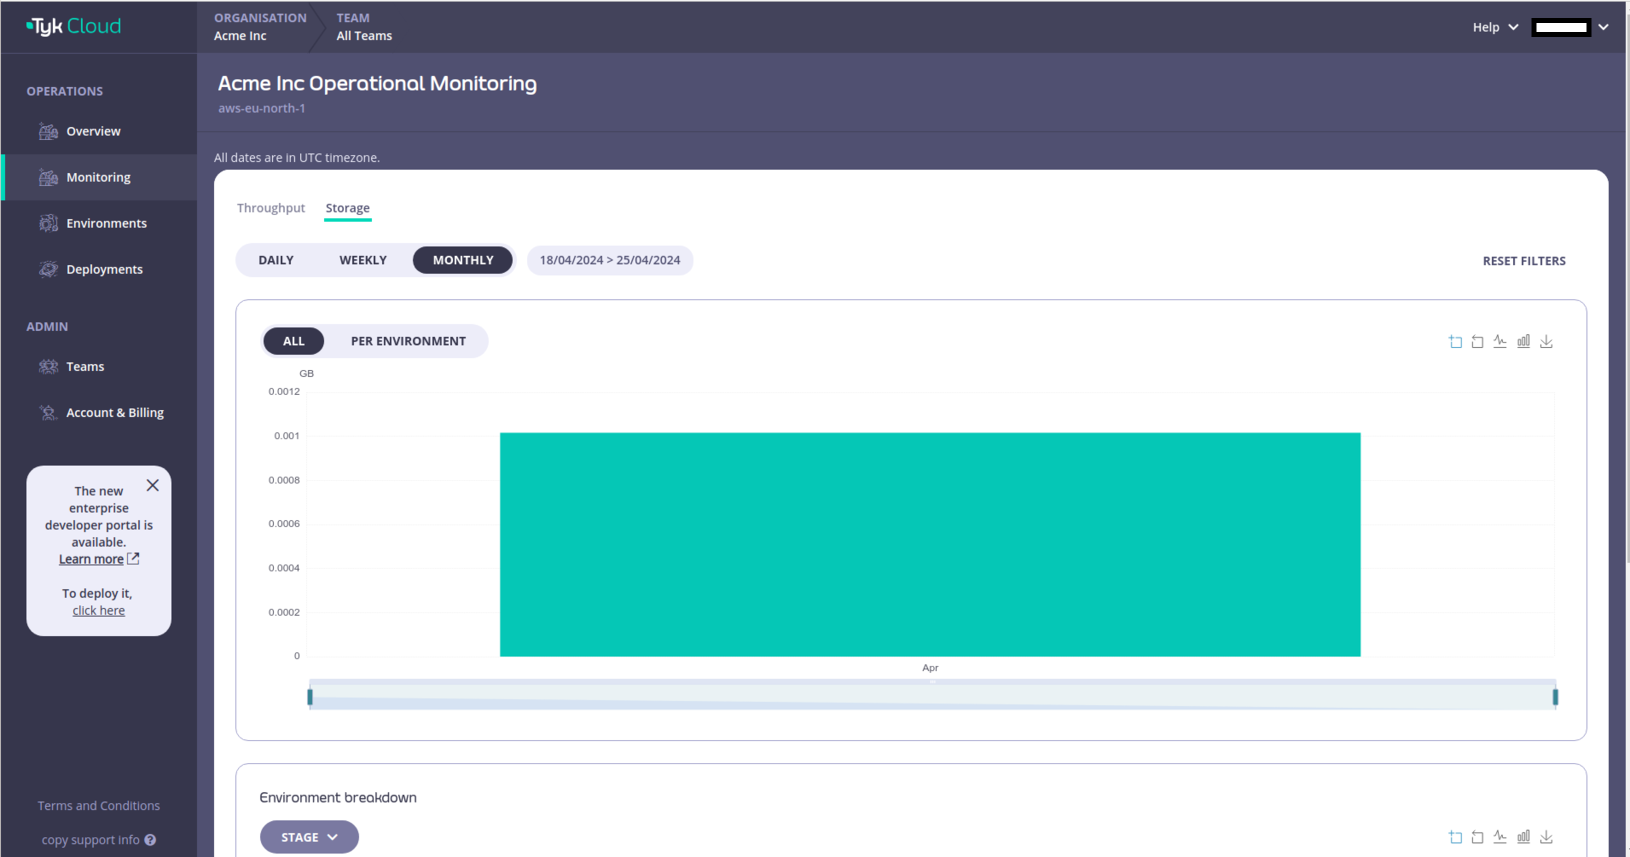 Tyk Cloud
ORGANISATION
Acme Inc
TEAM
All Teams
Help
OPERATIONS
Overview
Monitoring
Environments
Deployments
ADMIN
Teams
Account & Billing
The new
enterprise
developer portal is
available.
Learn more
To deploy it,
click here
Terms and Conditions
copy support info ?
Acme Inc Operational Monitoring
aws-eu-north-1
All dates are in UTC timezone.
Throughput Storage
DAILY WEEKLY MONTHLY 18/04/2024 > 25/04/2024 RESET FILTERS
ALL PER ENVIRONMENT
GB
0.0012
0.001
0.0008
0.0006
0.0004
0.0002
0
Apr
Environment breakdown
STAGE